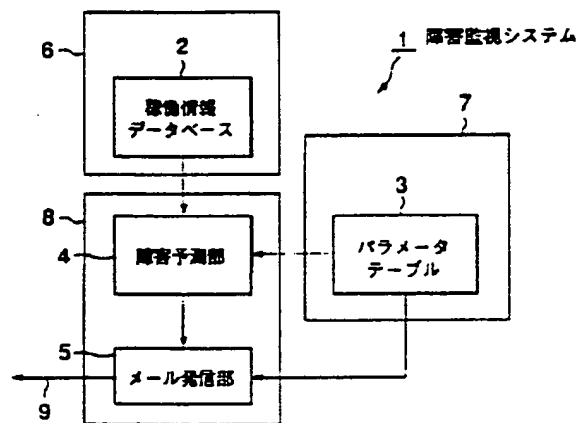 1 障害監視システム
6
2
稼働情報
データベース
7
8
3
4
障害予測部
パラメータ
テーブル
5
メール発信部
9